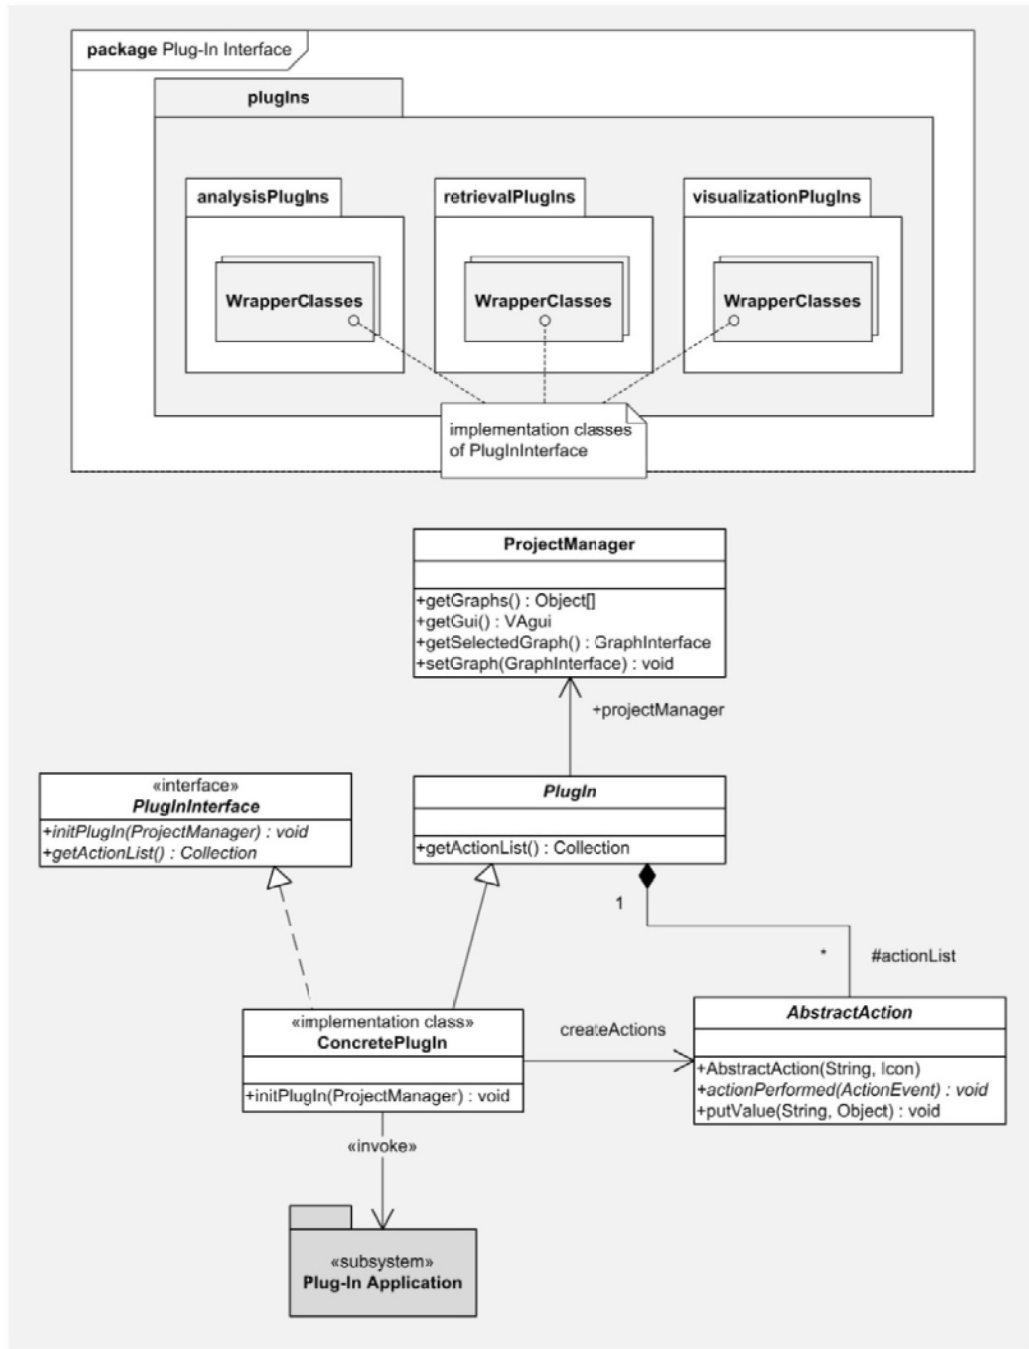 package Plug-In Interface
plugIns
analysisPlugIns
retrievalPlugIns
visualizationPlugIns
WrapperClasses
WrapperClasses
WrapperClasses
implementation classes
of PlugInInterface
ProjectManager
+getGraphs() : Object[]
+getGui() : VAgui
+getSelectedGraph() : GraphInterface
+setGraph(GraphInterface) : void
+projectManager
«interface»
PlugInInterface
+initPlugIn(ProjectManager) : void
+getActionList() : Collection
PlugIn
+getActionList() : Collection
1
*
#actionList
«implementation class»
ConcretePlugIn
+initPlugIn(ProjectManager) : void
createActions
AbstractAction
+AbstractAction(String, Icon)
+actionPerformed(ActionEvent) : void
+putValue(String, Object) : void
«invoke»
«subsystem»
Plug-In Application